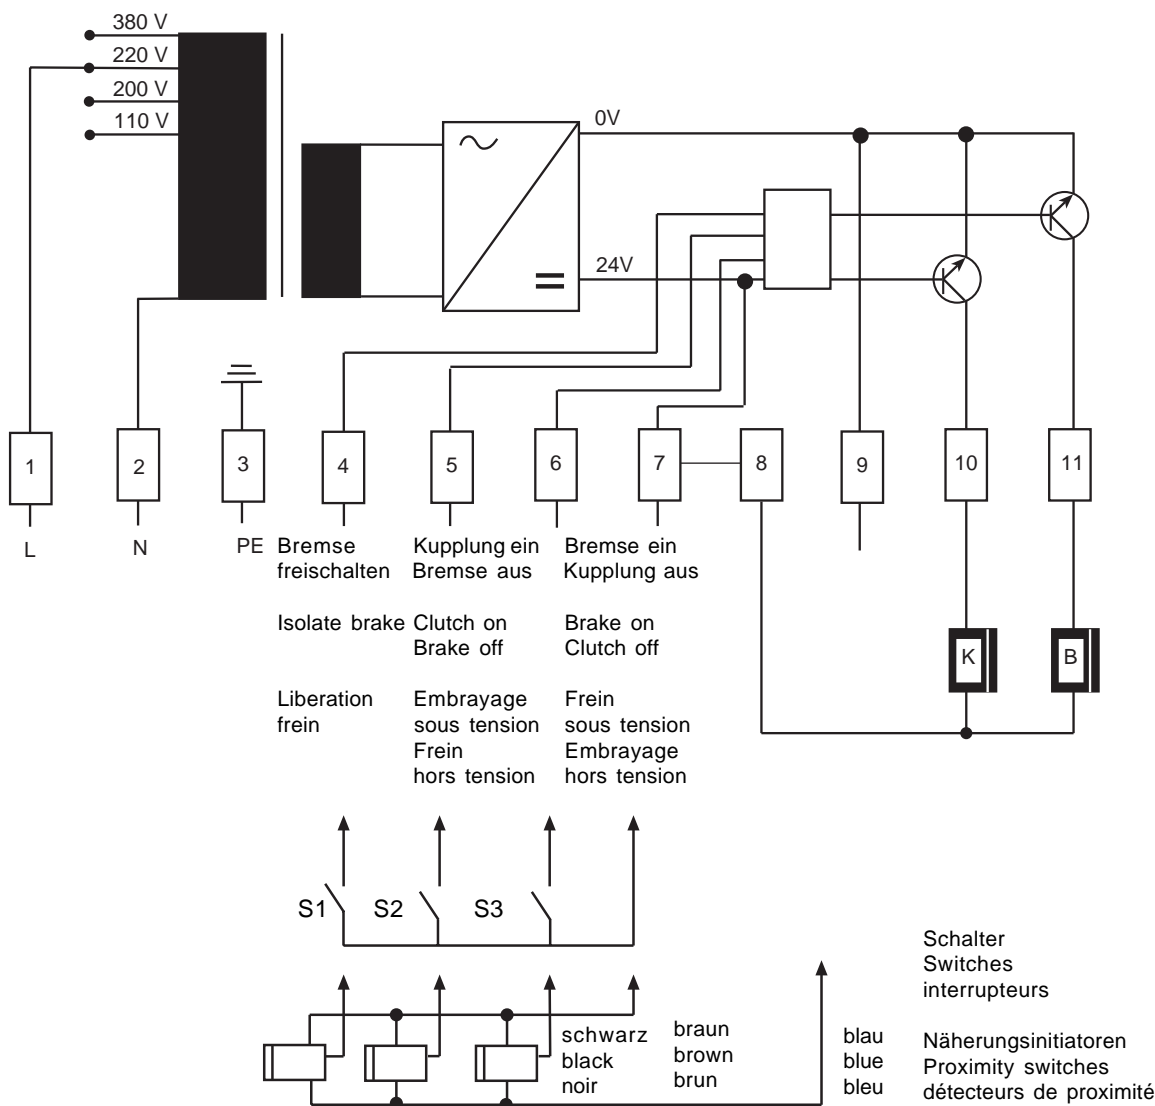 380 V
220 V
200 V
110 V
0V
24V
1
2
3
4
5
6
7
8
9
10
11
L
N
PE
Bremse
freischalten
Kupplung ein
Bremse aus
Bremse ein
Kupplung aus
Isolate brake
Clutch on
Brake off
Brake on
Clutch off
K
B
Liberation
frein
Embrayage
sous tension
Frein
hors tension
Frein
sous tension
Embrayage
hors tension
S1
S2
S3
Schalter
Switches
interrupteurs
schwarz
black
noir
braun
brown
brun
blau
blue
bleu
Näherungsinitiatoren
Proximity switches
détecteurs de proximité